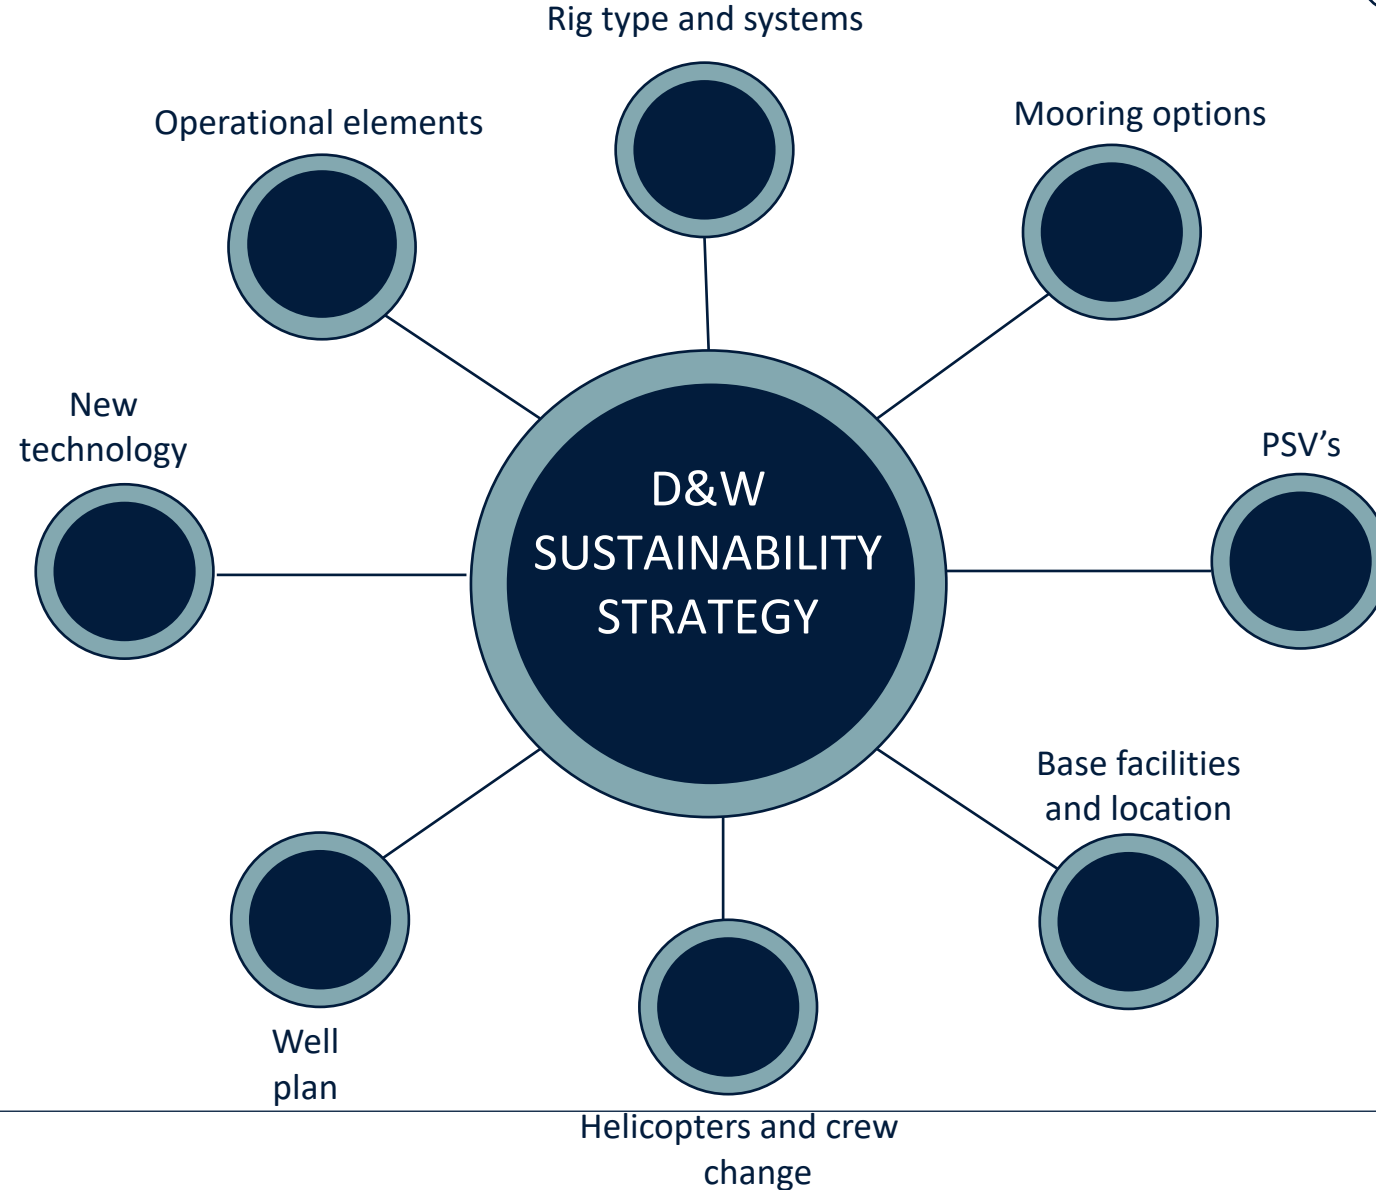 Rig type and systems
Operational elements
Mooring options
New
technology
PSV’s
D&W
SUSTAINABILITY
STRATEGY
Base facilities
and location
Well
plan
Helicopters and crew
change